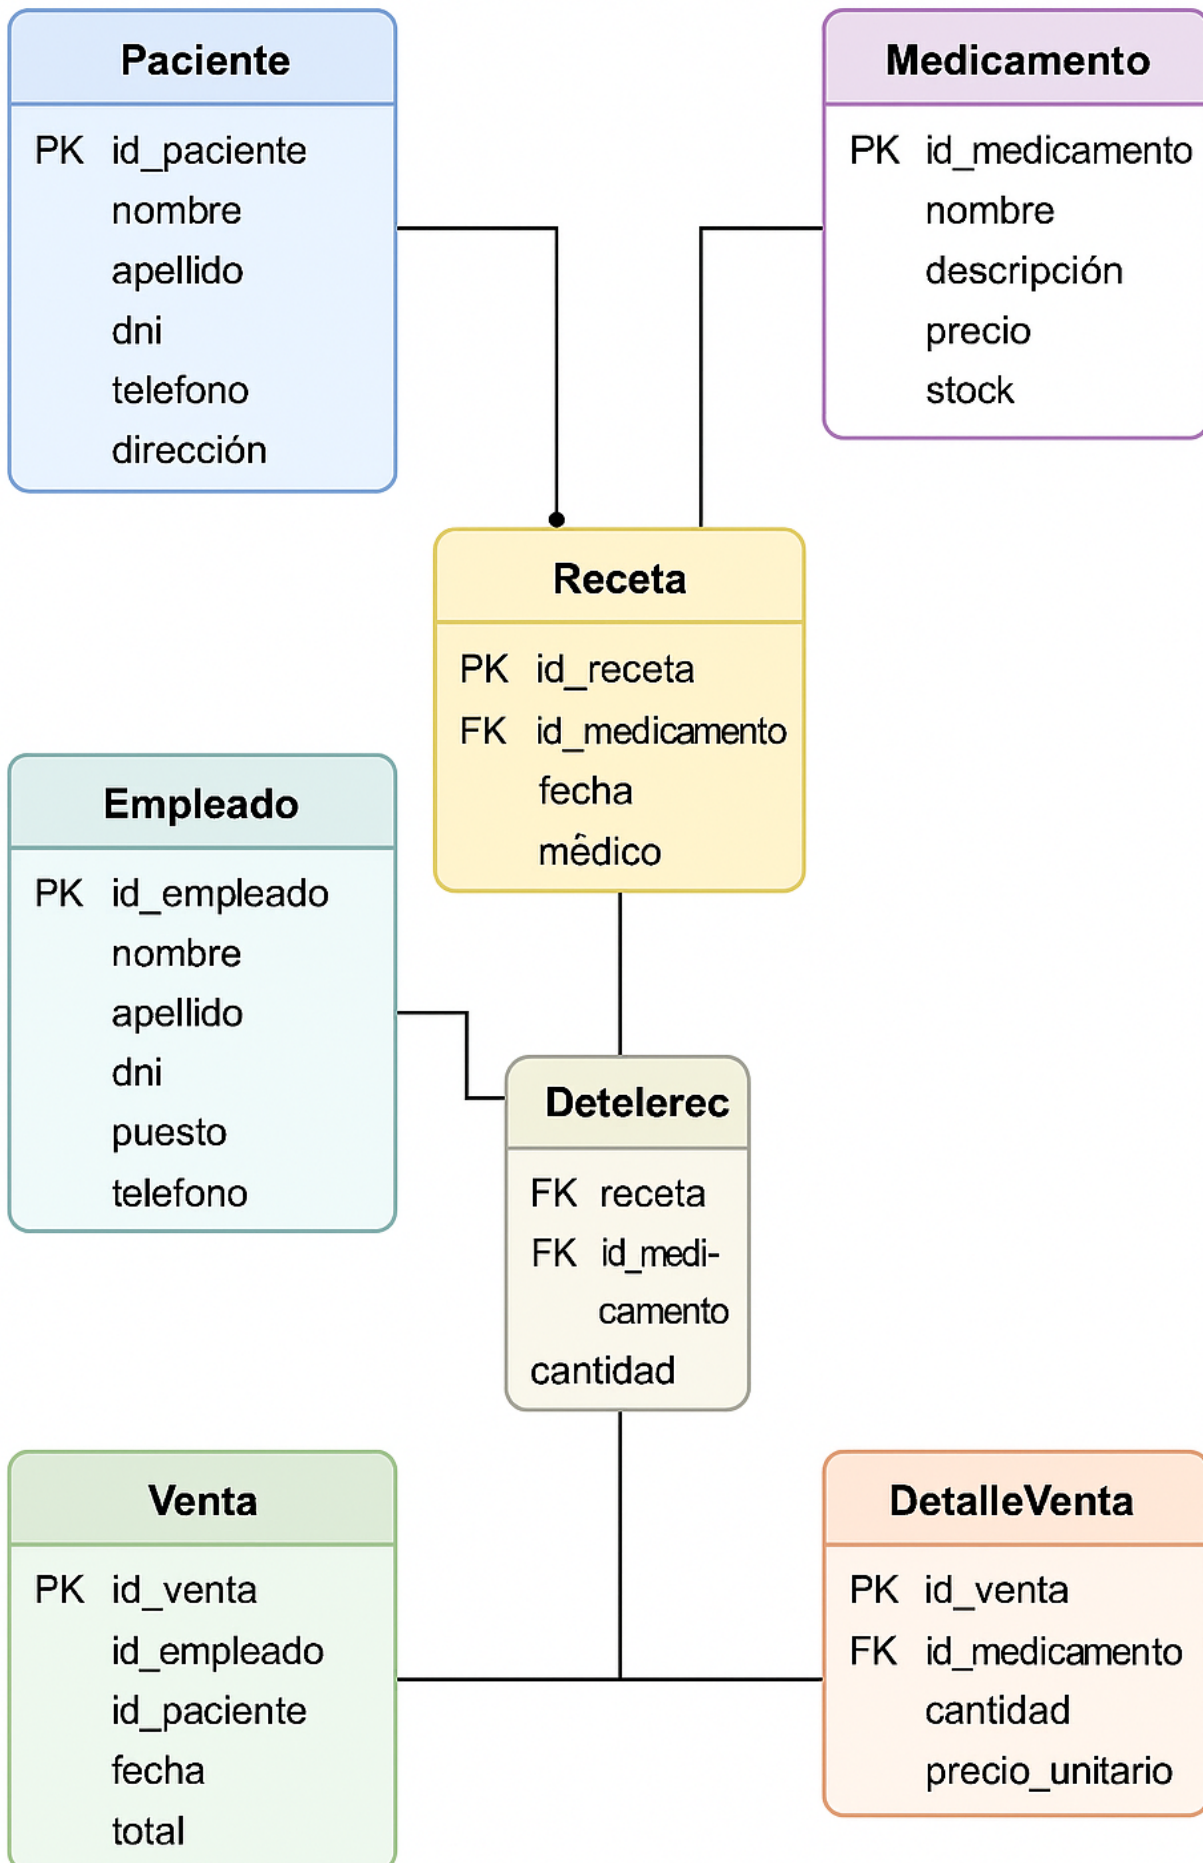 Paciente
PK id_paciente
nombre
apellido
dni
telefono
dirección
Medicamento
PK id_medicamento
nombre
descripción
precio
stock
Receta
PK id_receta
FK id_medicamento
fecha
médico
Empleado
PK id_empleado
nombre
apellido
dni
puesto
telefono
Detelerec
FK receta
FK id_medi-
camento
cantidad
Venta
PK id_venta
id_empleado
id_paciente
fecha
total
DetalleVenta
PK id_venta
FK id_medicamento
cantidad
precio_unitario